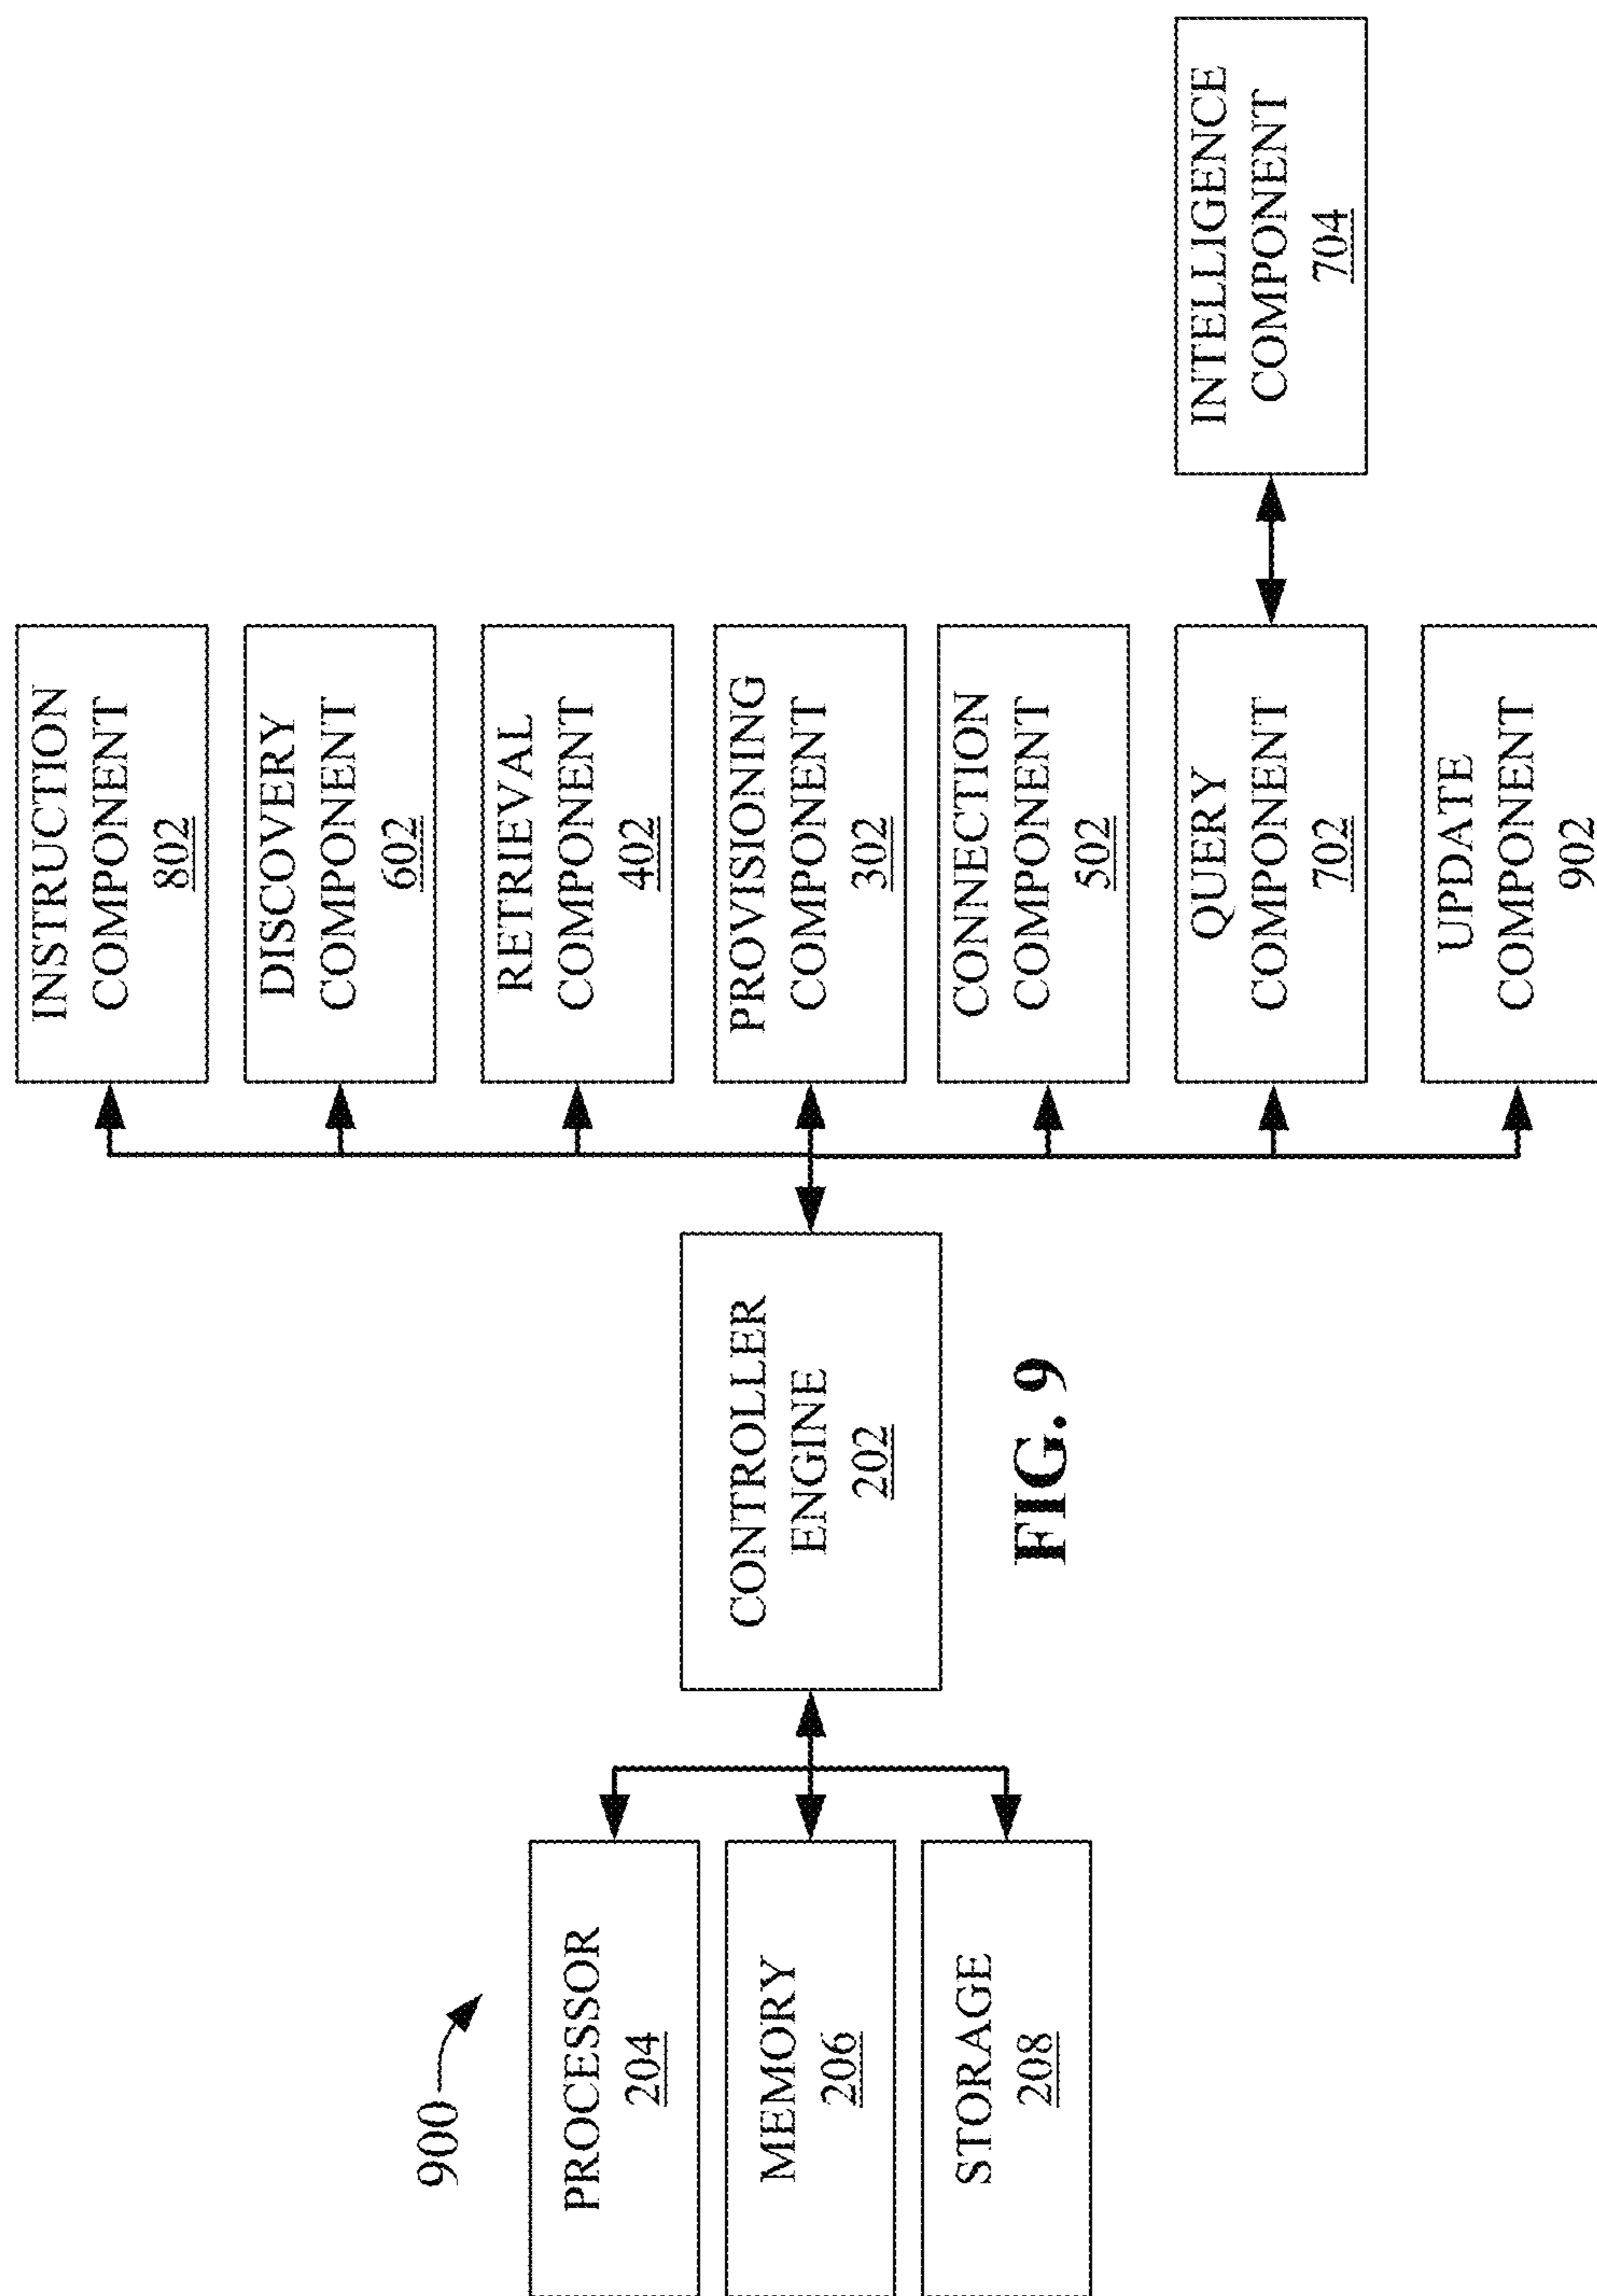 900
PROCESSOR
204
MEMORY
206
STORAGE
208
CONTROLLER
ENGINE
202
INSTRUCTION
COMPONENT
802
DISCOVERY
COMPONENT
602
RETRIEVAL
COMPONENT
402
PROVISIONING
COMPONENT
302
CONNECTION
COMPONENT
502
QUERY
COMPONENT
702
UPDATE
COMPONENT
902
INTELLIGENCE
COMPONENT
704
FIG. 9